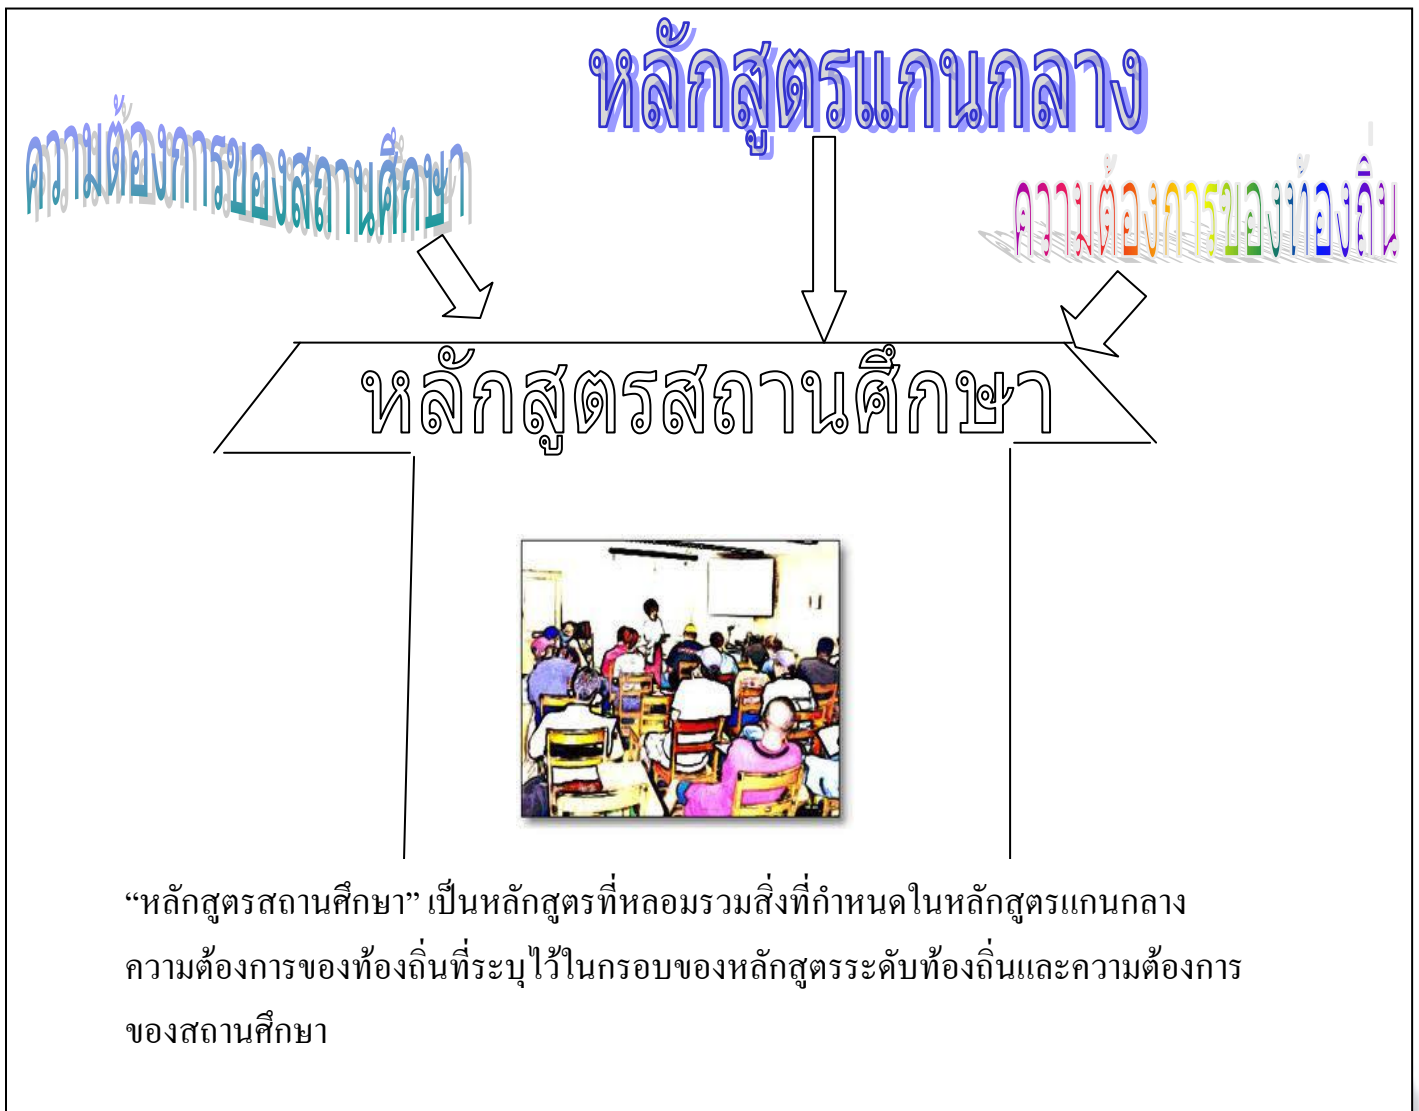 หลักสูตรแกนกลาง
ความต้องการของสถานศึกษา
ความต้องการของท้องถิ่น
หลักสูตรสถานศึกษา
“หลักสูตรสถานศึกษา” เป็นหลักสูตรที่หลอมรวมสิ่งที่กำหนดในหลักสูตรแกนกลาง
ความต้องการของท้องถิ่นที่ระบุไว้ในกรอบของหลักสูตรระดับท้องถิ่นและความต้องการ
ของสถานศึกษา